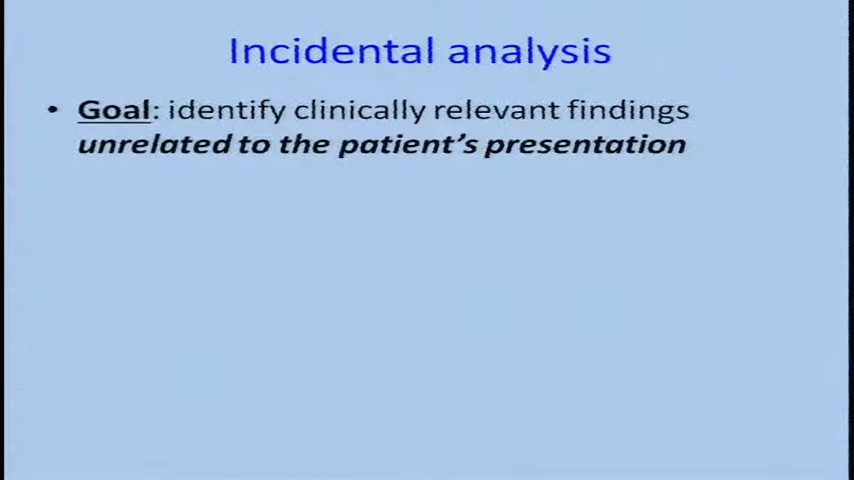 Incidental analysis
• Goal: identify clinically relevant findings
unrelated to the patient's presentation